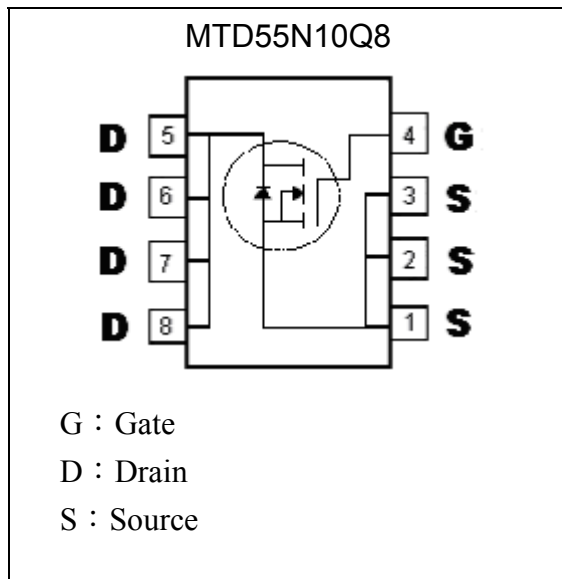 MTD55N10Q8
D 5 4 G
D 6 3 S
D 7 2 S
D 8 1 S
G：Gate
D：Drain
S：Source